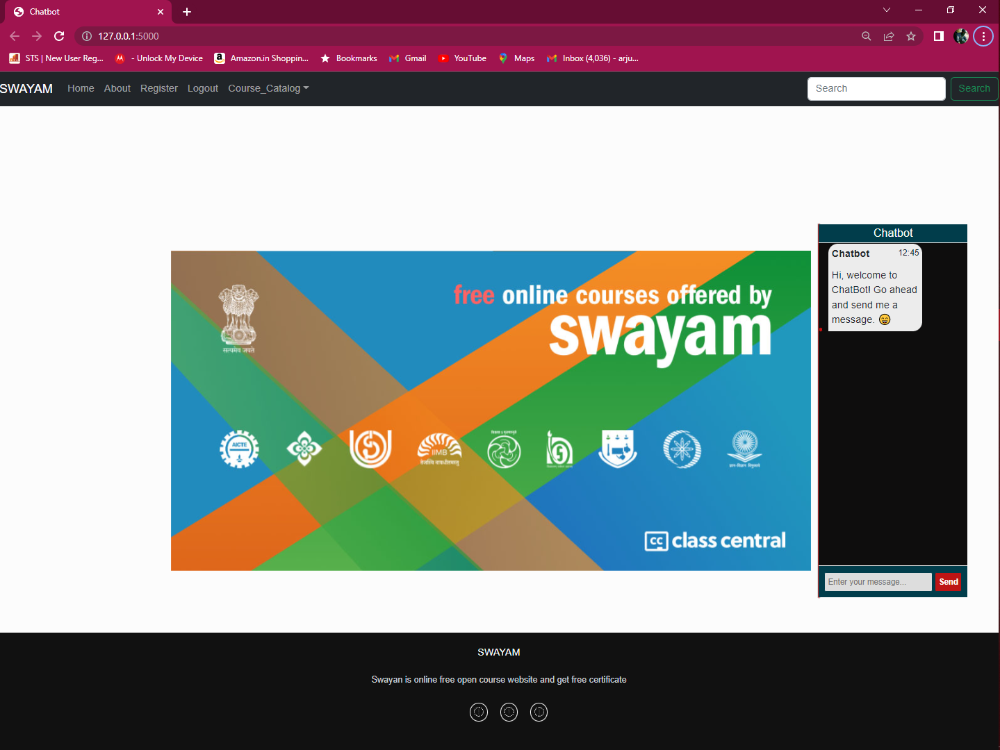 Chatbot
127.0.0.1:5000
STS | New User Reg...
- Unlock My Device
Amazon.in Shoppin...
Bookmarks
Gmail
YouTube
Maps
Inbox (4,036) - arju...
SWAYAM
Home
About
Register
Logout
Course_Catalog
Search
Search
Chatbot
Chatbot 12:45
Hi, welcome to
ChatBot! Go ahead
and send me a
message. 😄
free online courses offered by
swayam
सत्यमेव जयते
AICTE
IIMB
cc class central
Enter your message...
Send
SWAYAM
Swayan is online free open course website and get free certificate